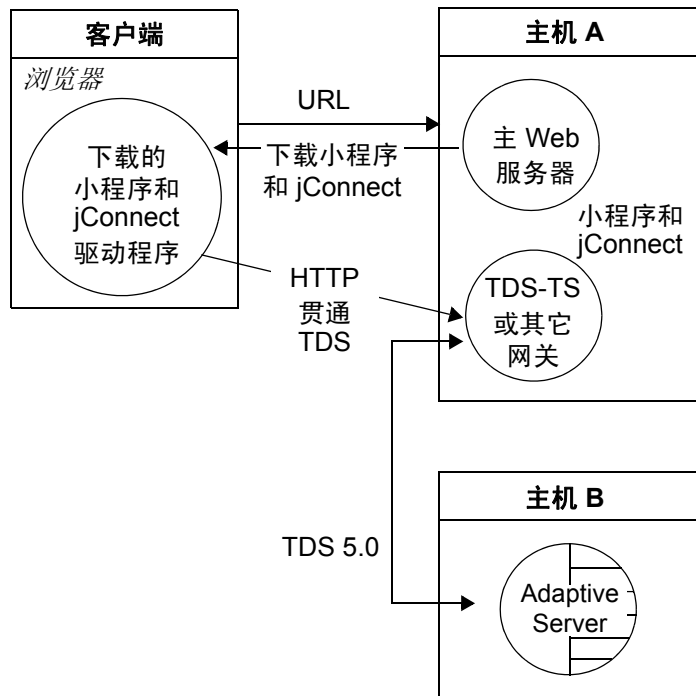 客户端
浏览器
下载的
小程序和
jConnect
驱动程序
URL
下载小程序
和 jConnect
HTTP
贯通
TDS
主机 A
主 Web
服务器
小程序和
jConnect
TDS-TS
或其它
网关
TDS 5.0
主机 B
Adaptive
Server